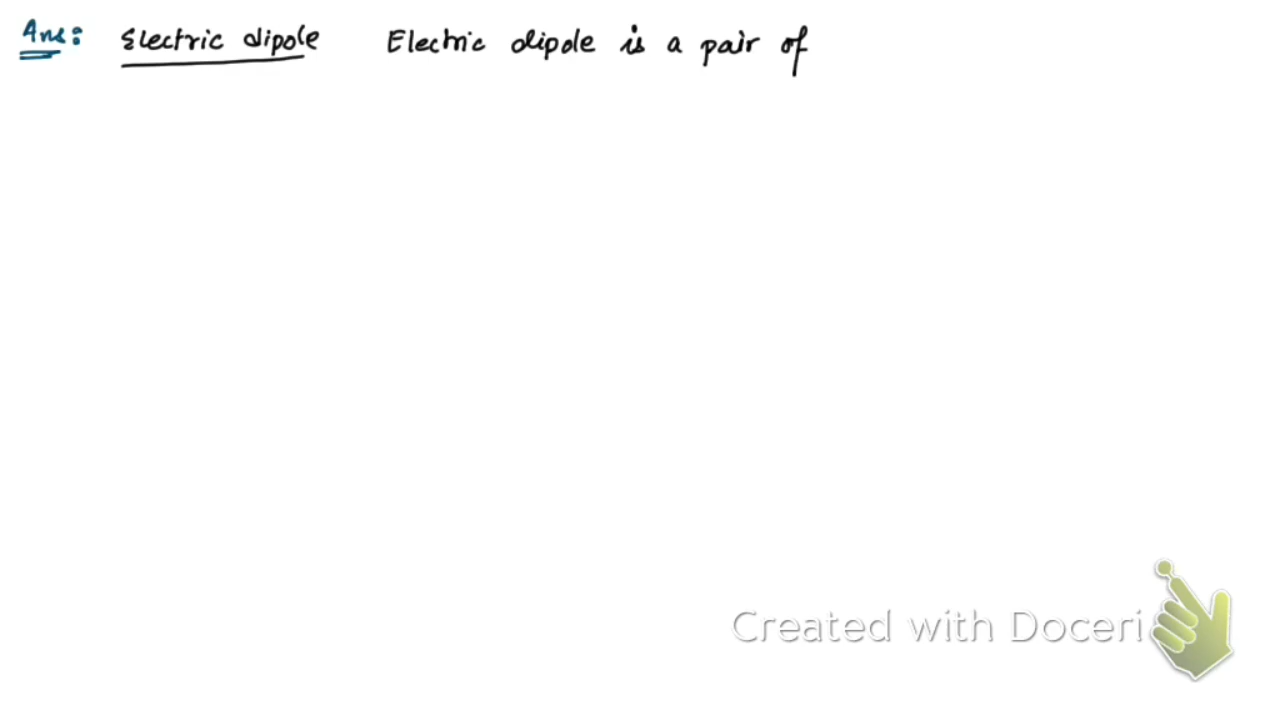 Ans: Electric dipole Electric dipole is a pair of
Created with Doceri